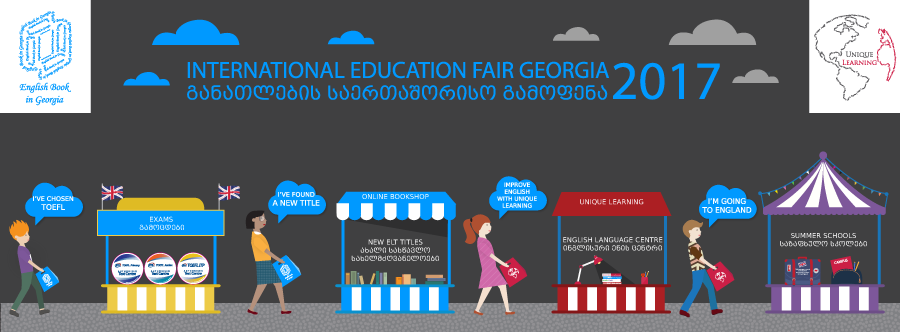 English Book
in Georgia
INTERNATIONAL EDUCATION FAIR GEORGIA 2017
განათლების საერთაშორისო გამოფენა
UNIQUE
LEARNING
I'VE CHOSEN
TOEFL
EXAMS
გამოცდები
I'VE FOUND
A NEW TITLE
ONLINE BOOKSHOP
NEW ELT TITLES
ახალი სასწავლო
სახელმძღვანელოები
IMPROVE
ENGLISH
WITH UNIQUE
LEARNING
UNIQUE LEARNING
ENGLISH LANGUAGE CENTRE
ინგლისური ენის ცენტრი
I'M GOING
TO ENGLAND
SUMMER SCHOOLS
საზაფხულო სკოლები
CAMPUS